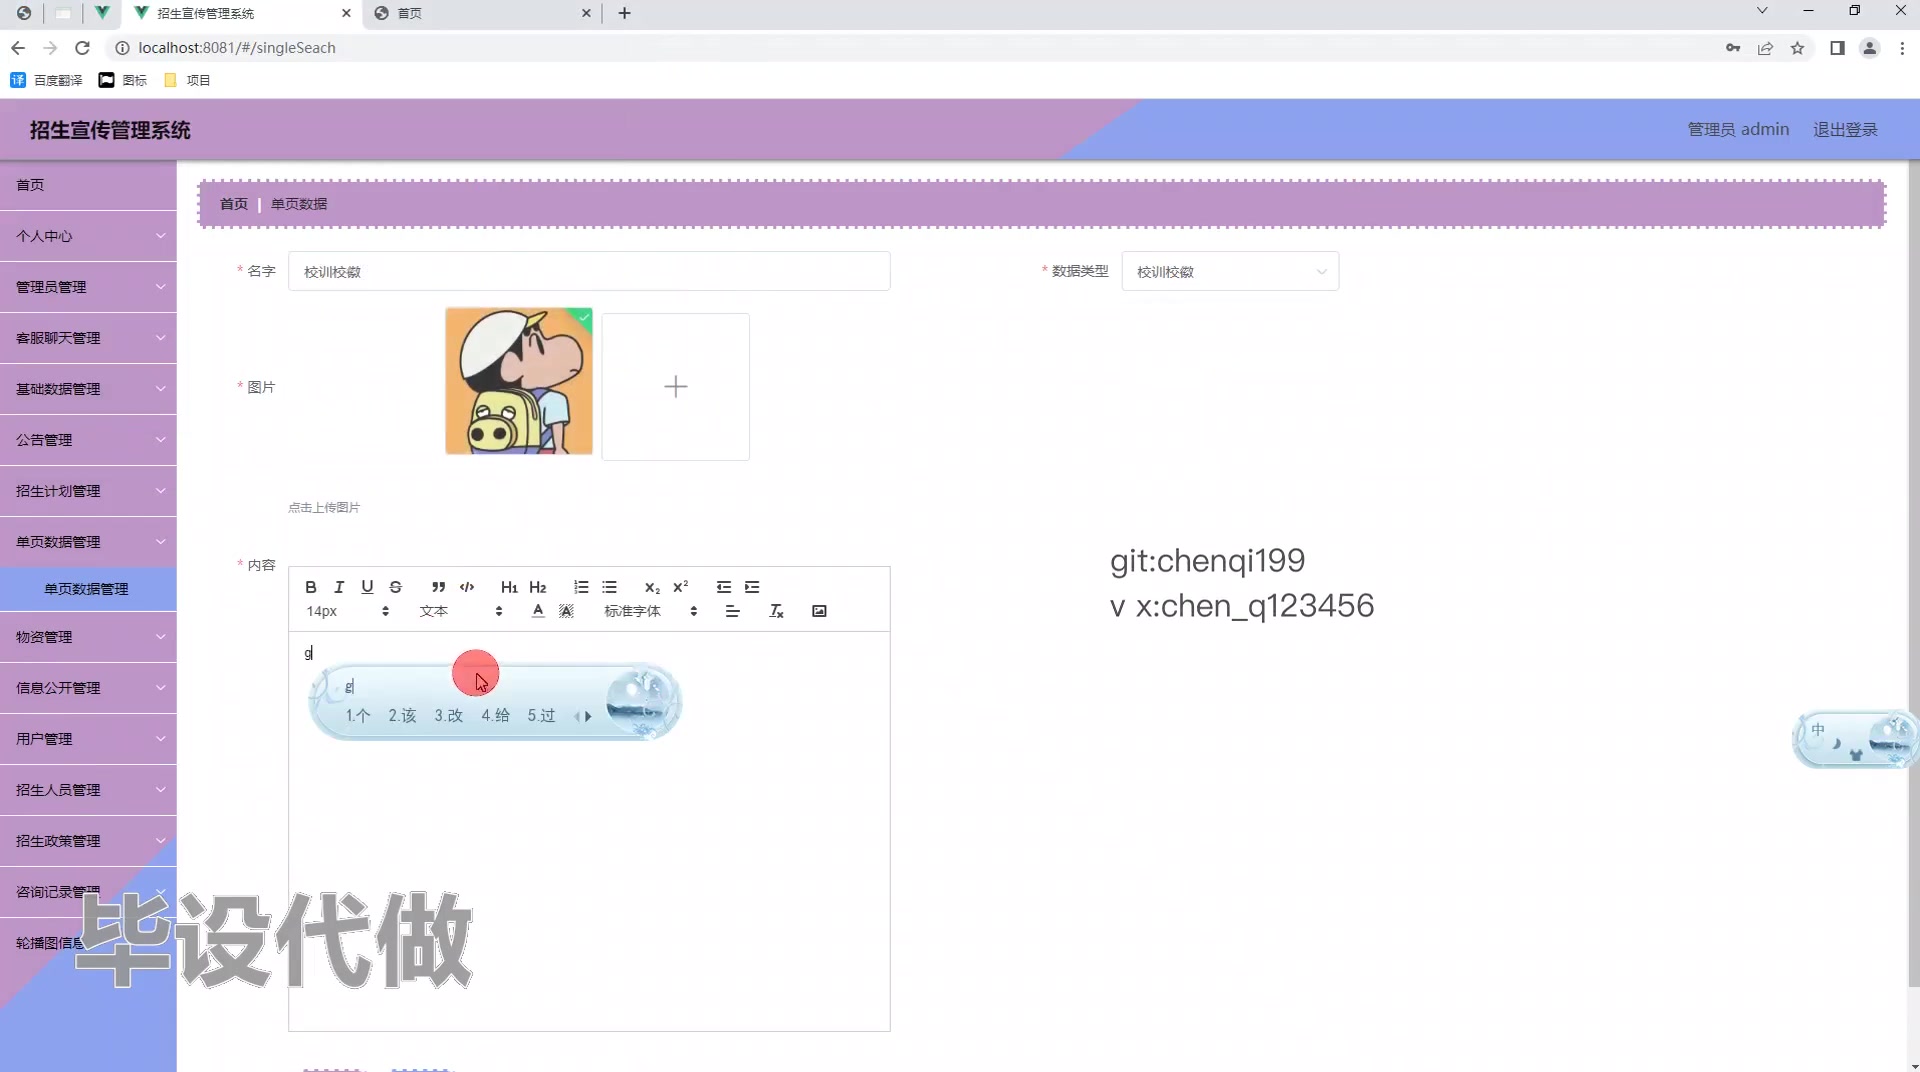 招生宣传管理系统
首页
localhost:8081/#/singleSeach
百度翻译
图标
项目
招生宣传管理系统
管理员 admin
退出登录
首页
个人中心
管理员管理
客服聊天管理
基础数据管理
公告管理
招生计划管理
单页数据管理
单页数据管理
物资管理
信息公开管理
用户管理
招生人员管理
招生政策管理
咨询记录管理
轮播图信息
首页 | 单页数据
* 名字 校训校徽
* 数据类型 校训校徽
* 图片
点击上传图片
* 内容
B I U S H1 H2 X₂ X²
14px 文本 A 标准字体
g
g
1.个 2.该 3.改 4.给 5.过
git:chenqi199
v x:chen_q123456
中
毕设代做